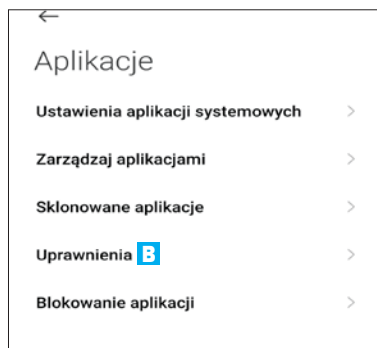 Aplikacje
Ustawienia aplikacji systemowych
Zarządzaj aplikacjami
Sklonowane aplikacje
Uprawnienia B
Blokowanie aplikacji